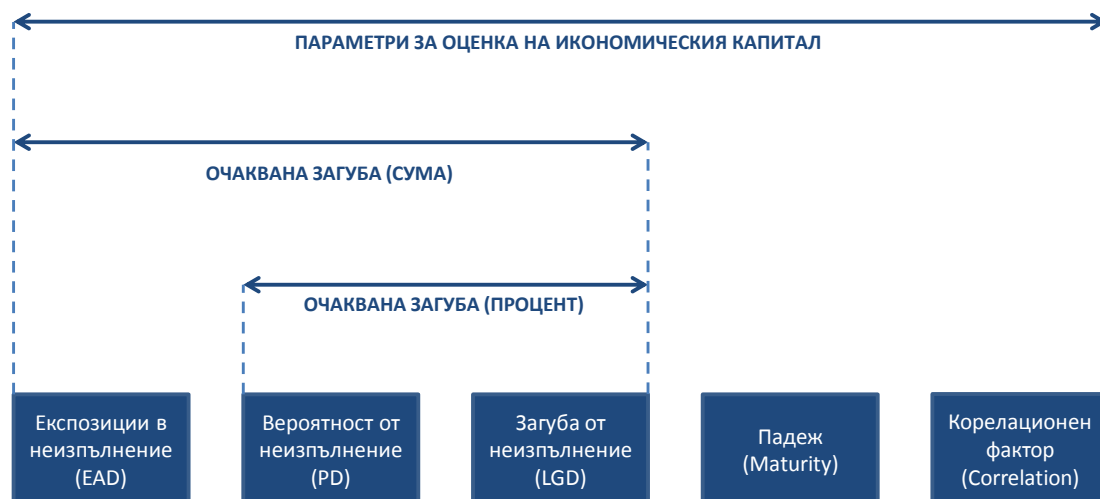 ПАРАМЕТРИ ЗА ОЦЕНКА НА ИКОНОМИЧЕСКИЯ КАПИТАЛ
ОЧАКВАНА ЗАГУБА (СУМА)
ОЧАКВАНА ЗАГУБА (ПРОЦЕНТ)
Експозиции в
неизпълнение
(EAD)
Вероятност от
неизпълнение
(PD)
Загуба от
неизпълнение
(LGD)
Падеж
(Maturity)
Корелационен
фактор
(Correlation)